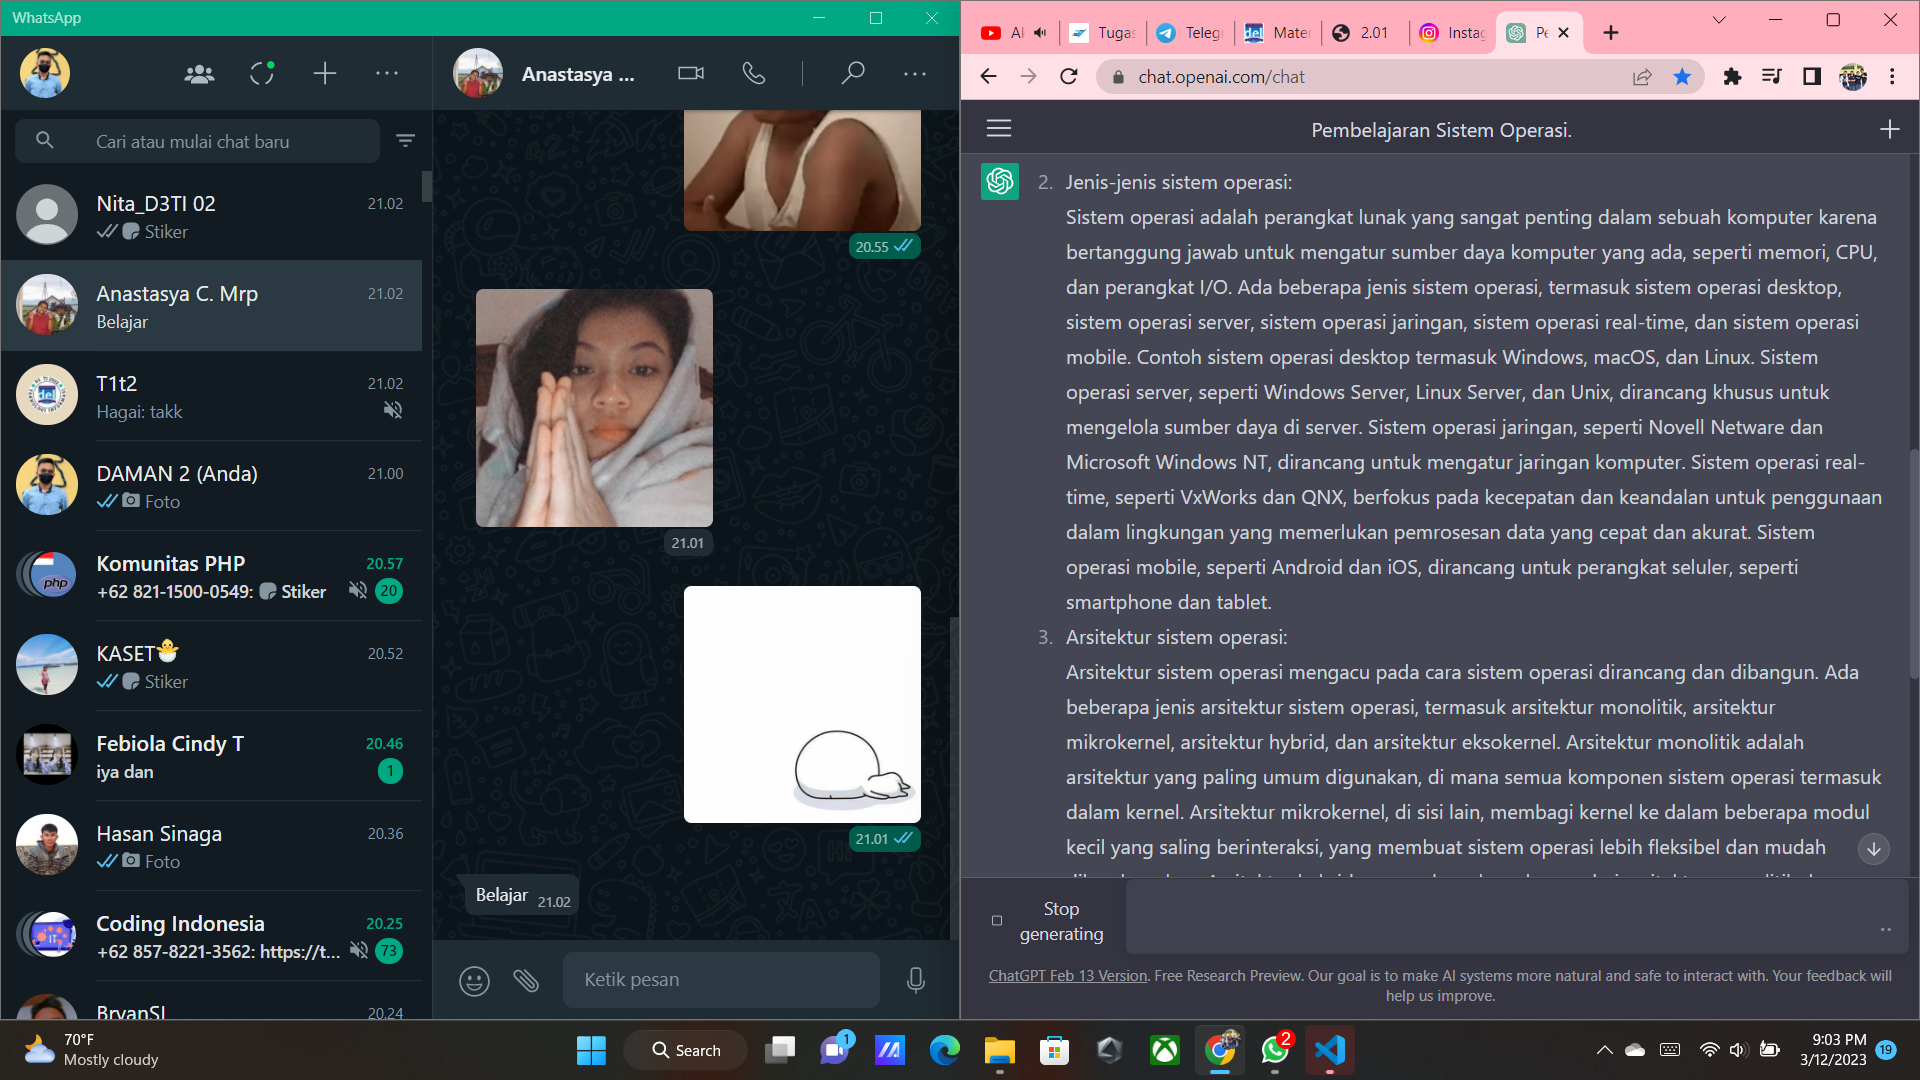 WhatsApp
Cari atau mulai chat baru
Nita_D3TI 02
21.02
Stiker
Anastasya C. Mrp
21.02
Belajar
T1t2
21.02
Hagai: takk
DAMAN 2 (Anda)
21.00
Foto
Komunitas PHP
20.57
+62 821-1500-0549: Stiker
20
KASET
20.52
Stiker
Febiola Cindy T
20.46
iya dan
1
Hasan Sinaga
20.36
Foto
Coding Indonesia
20.25
+62 857-8221-3562: https://t...
73
BryanSL
20.24
Anastasya ...
20.55
21.01
21.01
Belajar 21.02
Ketik pesan
Tugas
Telegr
Mater
2.01
Instag
Pe
chat.openai.com/chat
Pembelajaran Sistem Operasi.
2. Jenis-jenis sistem operasi:
Sistem operasi adalah perangkat lunak yang sangat penting dalam sebuah komputer karena
bertanggung jawab untuk mengatur sumber daya komputer yang ada, seperti memori, CPU,
dan perangkat I/O. Ada beberapa jenis sistem operasi, termasuk sistem operasi desktop,
sistem operasi server, sistem operasi jaringan, sistem operasi real-time, dan sistem operasi
mobile. Contoh sistem operasi desktop termasuk Windows, macOS, dan Linux. Sistem
operasi server, seperti Windows Server, Linux Server, dan Unix, dirancang khusus untuk
mengelola sumber daya di server. Sistem operasi jaringan, seperti Novell Netware dan
Microsoft Windows NT, dirancang untuk mengatur jaringan komputer. Sistem operasi real-
time, seperti VxWorks dan QNX, berfokus pada kecepatan dan keandalan untuk penggunaan
dalam lingkungan yang memerlukan pemrosesan data yang cepat dan akurat. Sistem
operasi mobile, seperti Android dan iOS, dirancang untuk perangkat seluler, seperti
smartphone dan tablet.
3. Arsitektur sistem operasi:
Arsitektur sistem operasi mengacu pada cara sistem operasi dirancang dan dibangun. Ada
beberapa jenis arsitektur sistem operasi, termasuk arsitektur monolitik, arsitektur
mikrokernel, arsitektur hybrid, dan arsitektur eksokernel. Arsitektur monolitik adalah
arsitektur yang paling umum digunakan, di mana semua komponen sistem operasi termasuk
dalam kernel. Arsitektur mikrokernel, di sisi lain, membagi kernel ke dalam beberapa modul
kecil yang saling berinteraksi, yang membuat sistem operasi lebih fleksibel dan mudah
Stop
generating
ChatGPT Feb 13 Version. Free Research Preview. Our goal is to make AI systems more natural and safe to interact with. Your feedback will
help us improve.
70°F
Mostly cloudy
Search
1
2
9:03 PM
3/12/2023
19